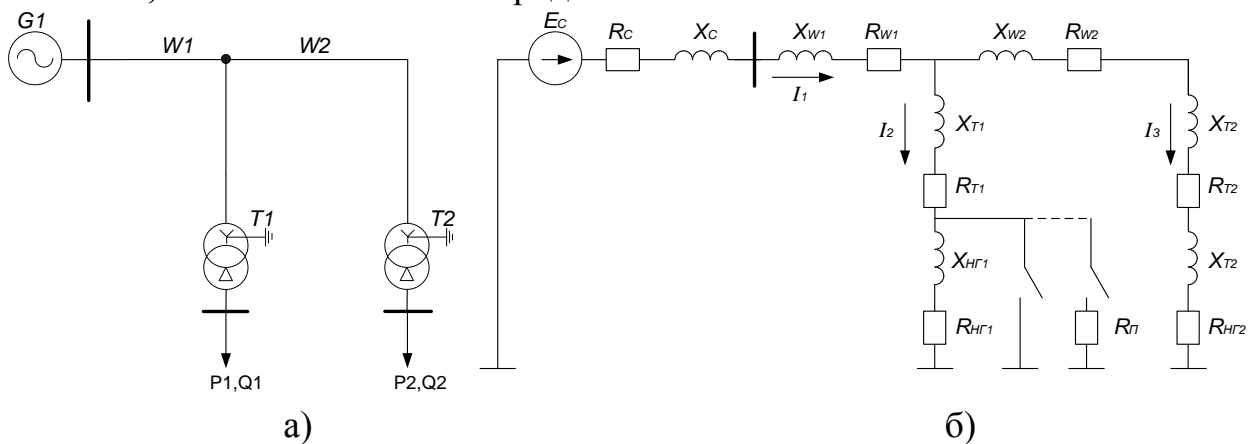 G1
W1
W2
T1
T2
P1,Q1
P2,Q2
а)
EC
RC
XC
XW1
RW1
XW2
RW2
I1
I2
XT1
I3
XT2
RT1
RT2
XНГ1
XT2
RНГ1
RП
RНГ2
б)